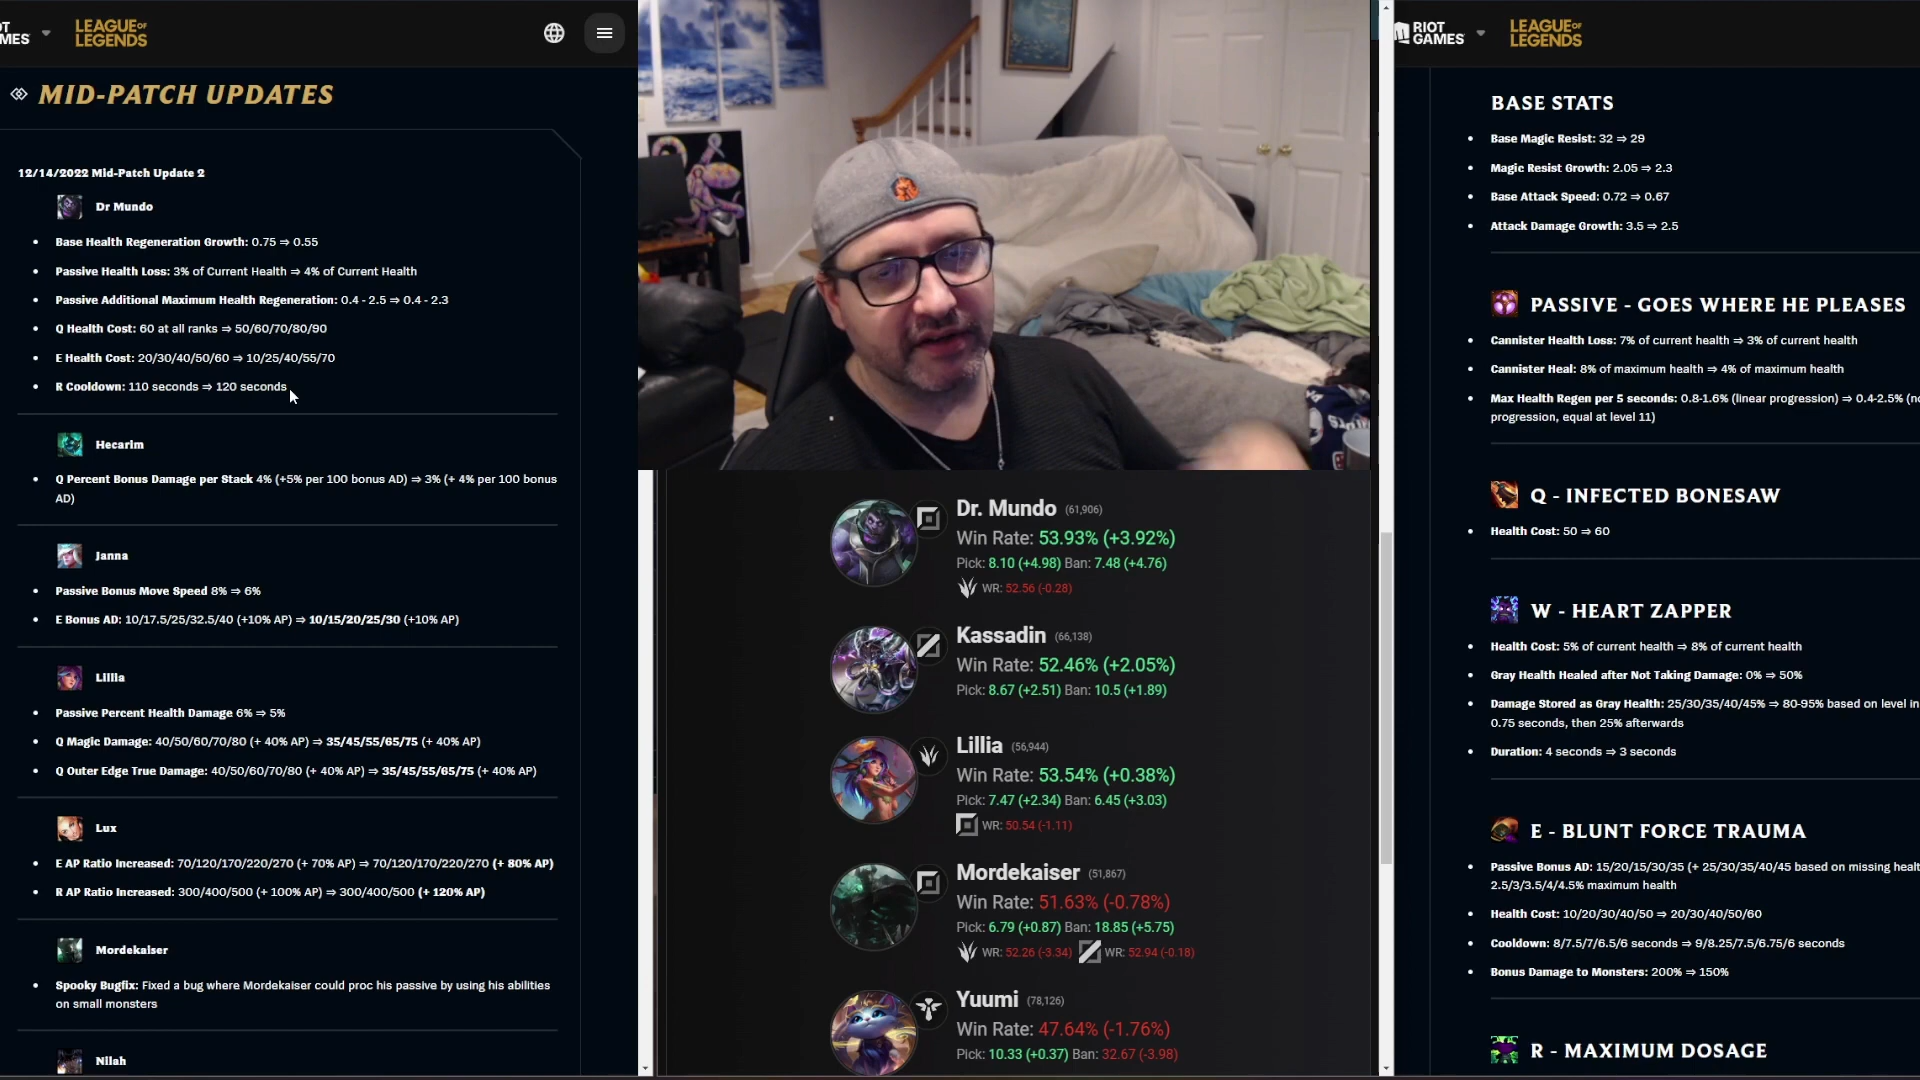 OT
MES
LEAGUE OF
LEGENDS
MID-PATCH UPDATES
12/14/2022 Mid-Patch Update 2
Dr Mundo
• Base Health Regeneration Growth: 0.75 ⇒ 0.55
• Passive Health Loss: 3% of Current Health ⇒ 4% of Current Health
• Passive Additional Maximum Health Regeneration: 0.4 - 2.5 ⇒ 0.4 - 2.3
• Q Health Cost: 60 at all ranks ⇒ 50/60/70/80/90
• E Health Cost: 20/30/40/50/60 ⇒ 10/25/40/55/70
• R Cooldown: 110 seconds ⇒ 120 seconds
Hecarim
• Q Percent Bonus Damage per Stack 4% (+5% per 100 bonus AD) ⇒ 3% (+ 4% per 100 bonus
AD)
Janna
• Passive Bonus Move Speed 8% ⇒ 6%
• E Bonus AD: 10/17.5/25/32.5/40 (+10% AP) ⇒ 10/15/20/25/30 (+10% AP)
Lillia
• Passive Percent Health Damage 6% ⇒ 5%
• Q Magic Damage: 40/50/60/70/80 (+ 40% AP) ⇒ 35/45/55/65/75 (+ 40% AP)
• Q Outer Edge True Damage: 40/50/60/70/80 (+ 40% AP) ⇒ 35/45/55/65/75 (+ 40% AP)
Lux
• E AP Ratio Increased: 70/120/170/220/270 (+ 70% AP) ⇒ 70/120/170/220/270 (+ 80% AP)
• R AP Ratio Increased: 300/400/500 (+ 100% AP) ⇒ 300/400/500 (+ 120% AP)
Mordekaiser
• Spooky Bugfix: Fixed a bug where Mordekaiser could proc his passive by using his abilities
on small monsters
Nilah
Dr. Mundo (61,906)
Win Rate: 53.93% (+3.92%)
Pick: 8.10 (+4.98) Ban: 7.48 (+4.76)
WR: 52.56 (-0.28)
Kassadin (66,138)
Win Rate: 52.46% (+2.05%)
Pick: 8.67 (+2.51) Ban: 10.5 (+1.89)
Lillia (56,944)
Win Rate: 53.54% (+0.38%)
Pick: 7.47 (+2.34) Ban: 6.45 (+3.03)
WR: 50.54 (-1.11)
Mordekaiser (51,867)
Win Rate: 51.63% (-0.78%)
Pick: 6.79 (+0.87) Ban: 18.85 (+5.75)
WR: 52.26 (-3.34) WR: 52.94 (-0.18)
Yuumi (78,126)
Win Rate: 47.64% (-1.76%)
Pick: 10.33 (+0.37) Ban: 32.67 (-3.98)
RIOT
GAMES
LEAGUE OF
LEGENDS
BASE STATS
• Base Magic Resist: 32 ⇒ 29
• Magic Resist Growth: 2.05 ⇒ 2.3
• Base Attack Speed: 0.72 ⇒ 0.67
• Attack Damage Growth: 3.5 ⇒ 2.5
PASSIVE - GOES WHERE HE PLEASES
• Cannister Health Loss: 7% of current health ⇒ 3% of current health
• Cannister Heal: 8% of maximum health ⇒ 4% of maximum health
• Max Health Regen per 5 seconds: 0.8-1.6% (linear progression) ⇒ 0.4-2.5% (no
progression, equal at level 11)
Q - INFECTED BONESAW
• Health Cost: 50 ⇒ 60
W - HEART ZAPPER
• Health Cost: 5% of current health ⇒ 8% of current health
• Gray Health Healed after Not Taking Damage: 0% ⇒ 50%
• Damage Stored as Gray Health: 25/30/35/40/45% ⇒ 80-95% based on level in
0.75 seconds, then 25% afterwards
• Duration: 4 seconds ⇒ 3 seconds
E - BLUNT FORCE TRAUMA
• Passive Bonus AD: 15/20/15/30/35 (+ 25/30/35/40/45 based on missing healt
2.5/3/3.5/4/4.5% maximum health
• Health Cost: 10/20/30/40/50 ⇒ 20/30/40/50/60
• Cooldown: 8/7.5/7/6.5/6 seconds ⇒ 9/8.25/7.5/6.75/6 seconds
• Bonus Damage to Monsters: 200% ⇒ 150%
R - MAXIMUM DOSAGE